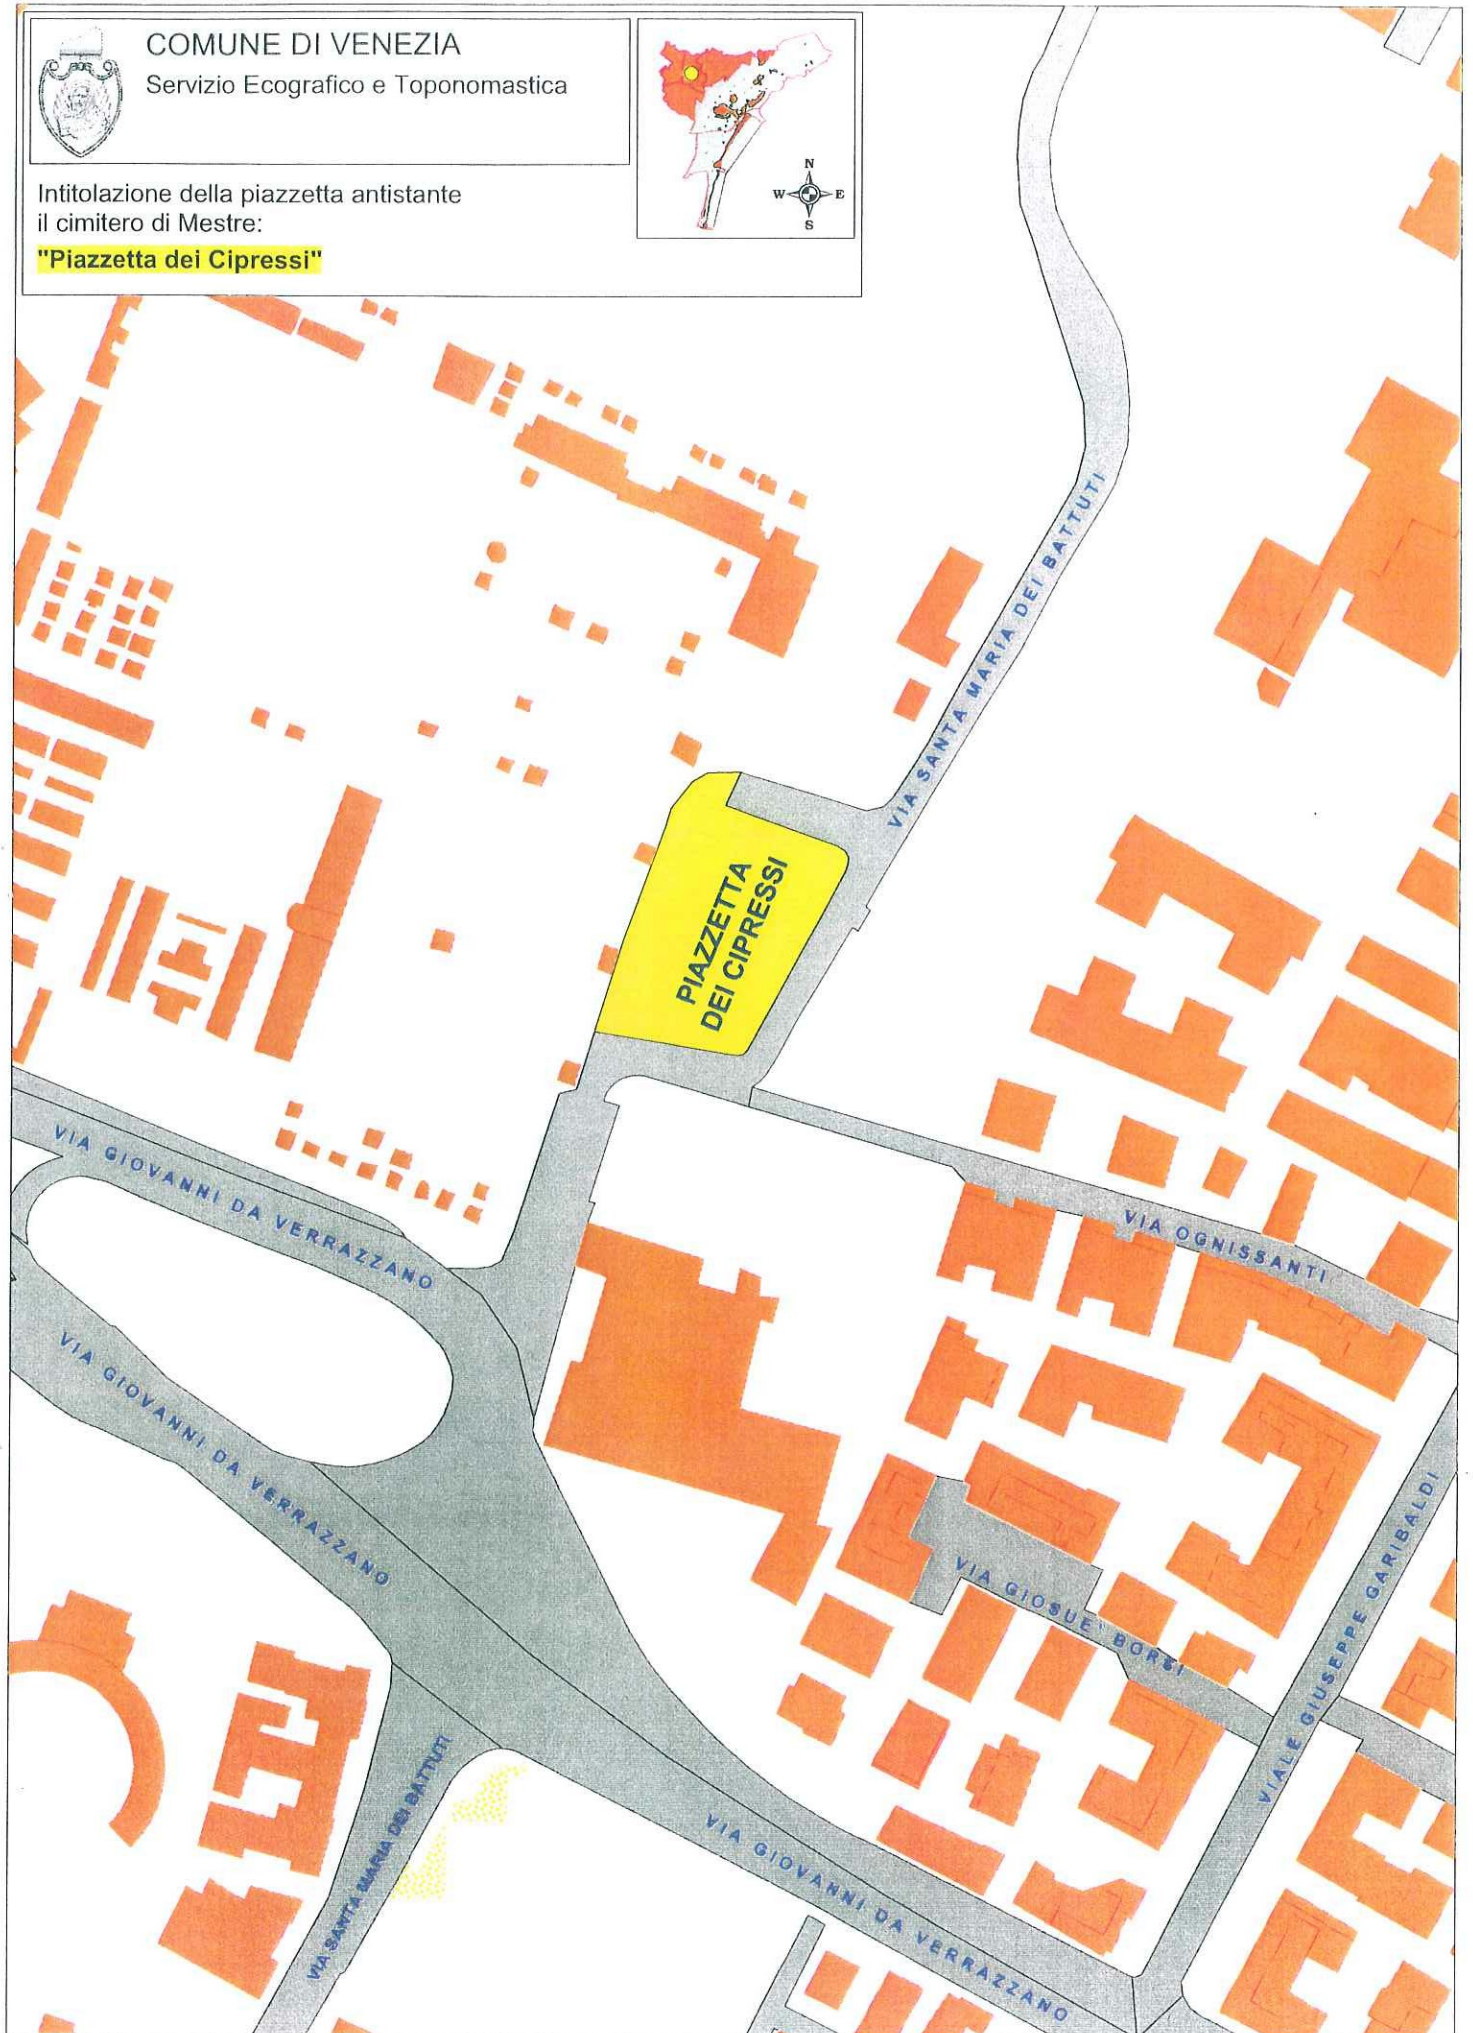 COMUNE DI VENEZIA
Servizio Ecografico e Toponomastica
Intitolazione della piazzetta antistante
il cimitero di Mestre:
"Piazzetta dei Cipressi"
N
W E
S
VIA SANTA MARIA DEI BATTUTI
PIAZZETTA
DEI CIPRESSI
VIA GIOVANNI DA VERRAZZANO
VIA OGNISSANTI
VIA GIOVANNI DA VERRAZZANO
VIA GIOSUE' BORSI
VIALE GIUSEPPE GARIBALDI
VIA SANTA MARIA DEI BATTUTI
VIA GIOVANNI DA VERRAZZANO